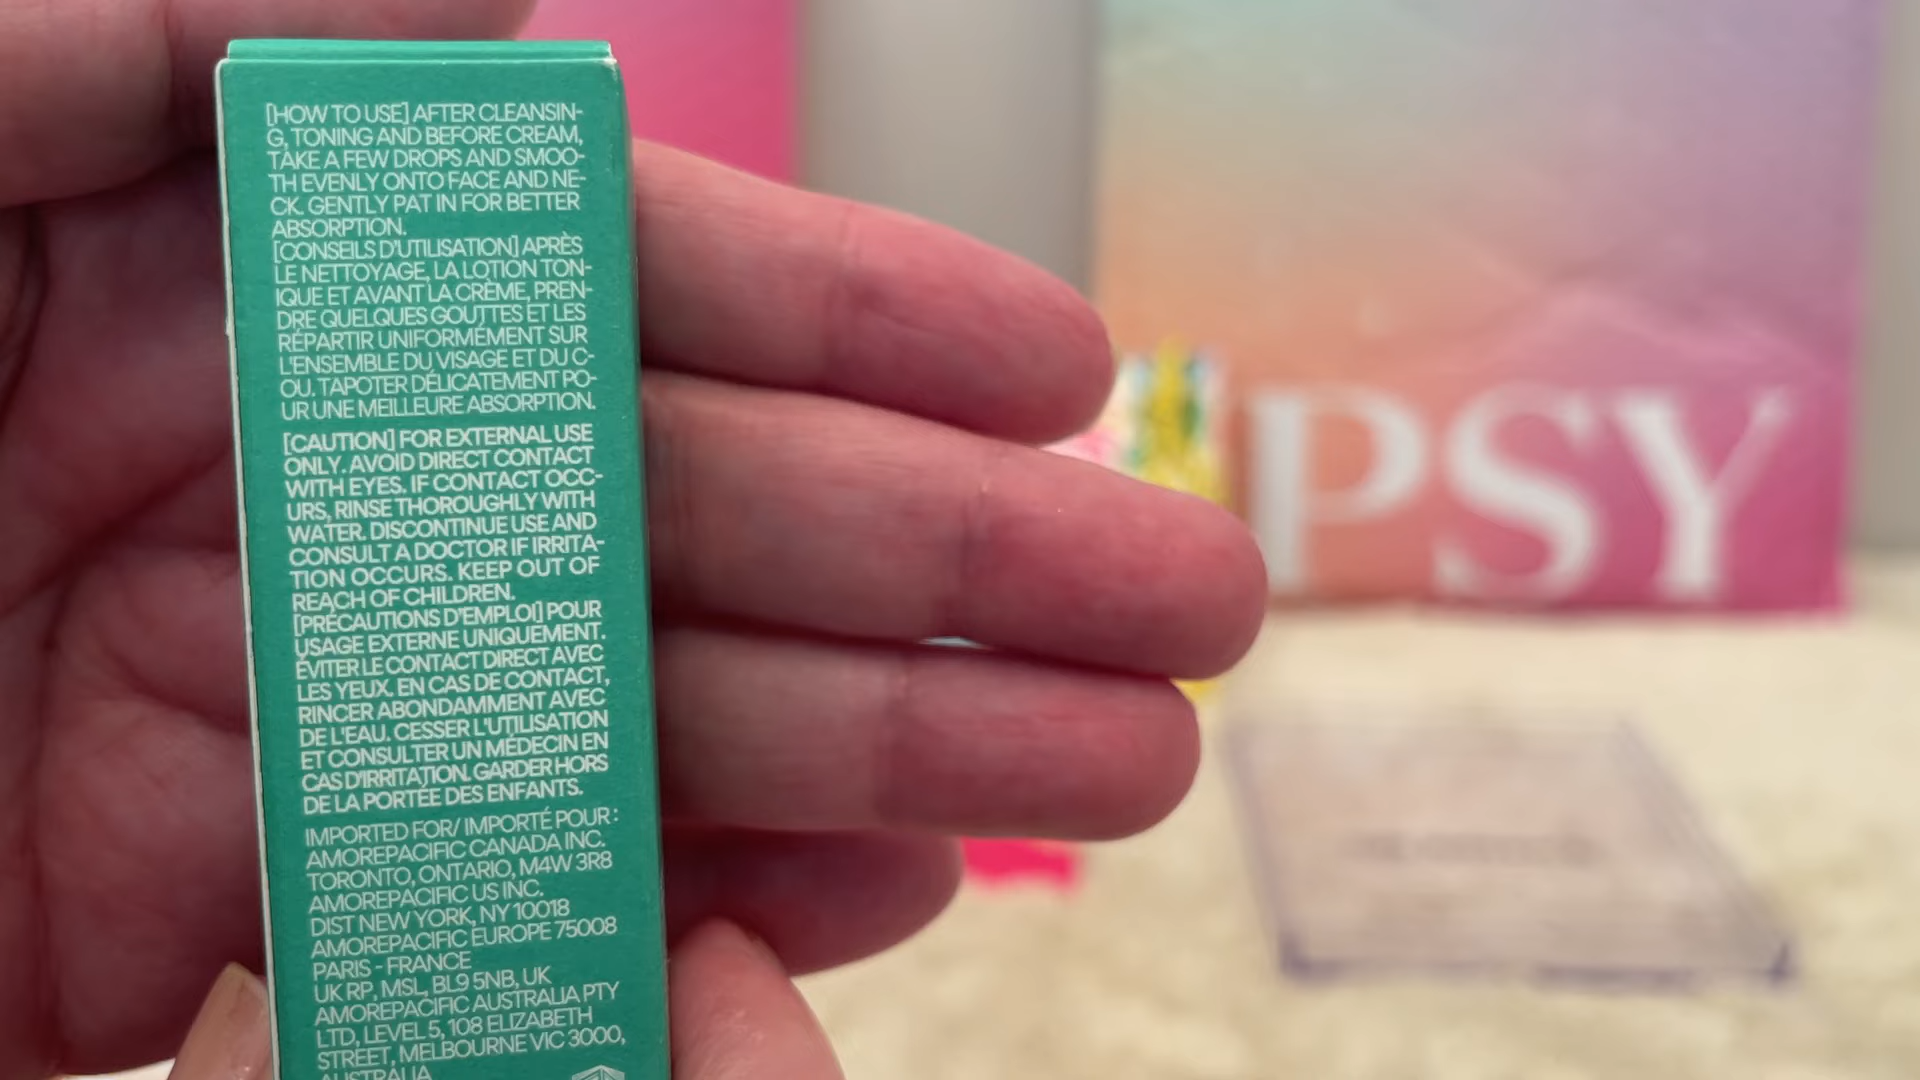 [HOW TO USE] AFTER CLEANSIN-
G, TONING AND BEFORE CREAM,
TAKE A FEW DROPS AND SMOO-
TH EVENLY ONTO FACE AND NE-
CK. GENTLY PAT IN FOR BETTER
ABSORPTION.
[CONSEILS D'UTILISATION] APRÈS
LE NETTOYAGE, LA LOTION TON-
IQUE ET AVANT LA CRÈME, PREN-
DRE QUELQUES GOUTTES ET LES
RÉPARTIR UNIFORMÉMENT SUR
L'ENSEMBLE DU VISAGE ET DU C-
OU. TAPOTER DÉLICATEMENT PO-
UR UNE MEILLEURE ABSORPTION.
[CAUTION] FOR EXTERNAL USE
ONLY. AVOID DIRECT CONTACT
WITH EYES. IF CONTACT OCC-
URS, RINSE THOROUGHLY WITH
WATER. DISCONTINUE USE AND
CONSULT A DOCTOR IF IRRITA-
TION OCCURS. KEEP OUT OF
REACH OF CHILDREN.
[PRÉCAUTIONS D'EMPLOI] POUR
USAGE EXTERNE UNIQUEMENT.
ÉVITER LE CONTACT DIRECT AVEC
LES YEUX. EN CAS DE CONTACT,
RINCER ABONDAMMENT AVEC
DE L'EAU. CESSER L'UTILISATION
ET CONSULTER UN MÉDECIN EN
CAS D'IRRITATION. GARDER HORS
DE LA PORTÉE DES ENFANTS.
IMPORTED FOR/ IMPORTÉ POUR :
AMOREPACIFIC CANADA INC.
TORONTO, ONTARIO, M4W 3R8
AMOREPACIFIC US INC.
DIST NEW YORK, NY 10018
AMOREPACIFIC EUROPE 75008
PARIS - FRANCE
UK RP, MSL, BL9 5NB, UK
AMOREPACIFIC AUSTRALIA PTY
LTD, LEVEL 5, 108 ELIZABETH
STREET, MELBOURNE VIC 3000,
AUSTRALIA
PSY